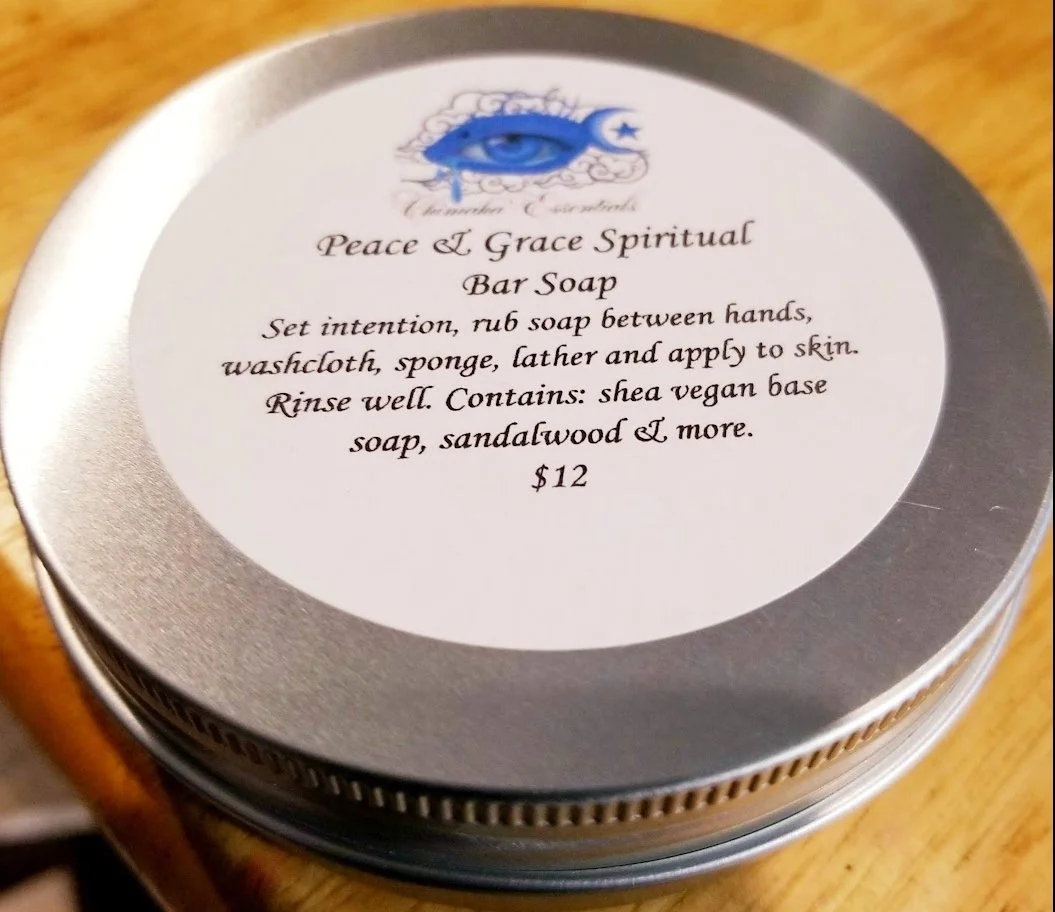 Essentials
Peace & Grace Spiritual
Bar Soap
Set intention, rub soap between hands,
washcloth, sponge, lather and apply to skin.
Rinse well. Contains: shea vegan base
soap, sandalwood & more.
$12